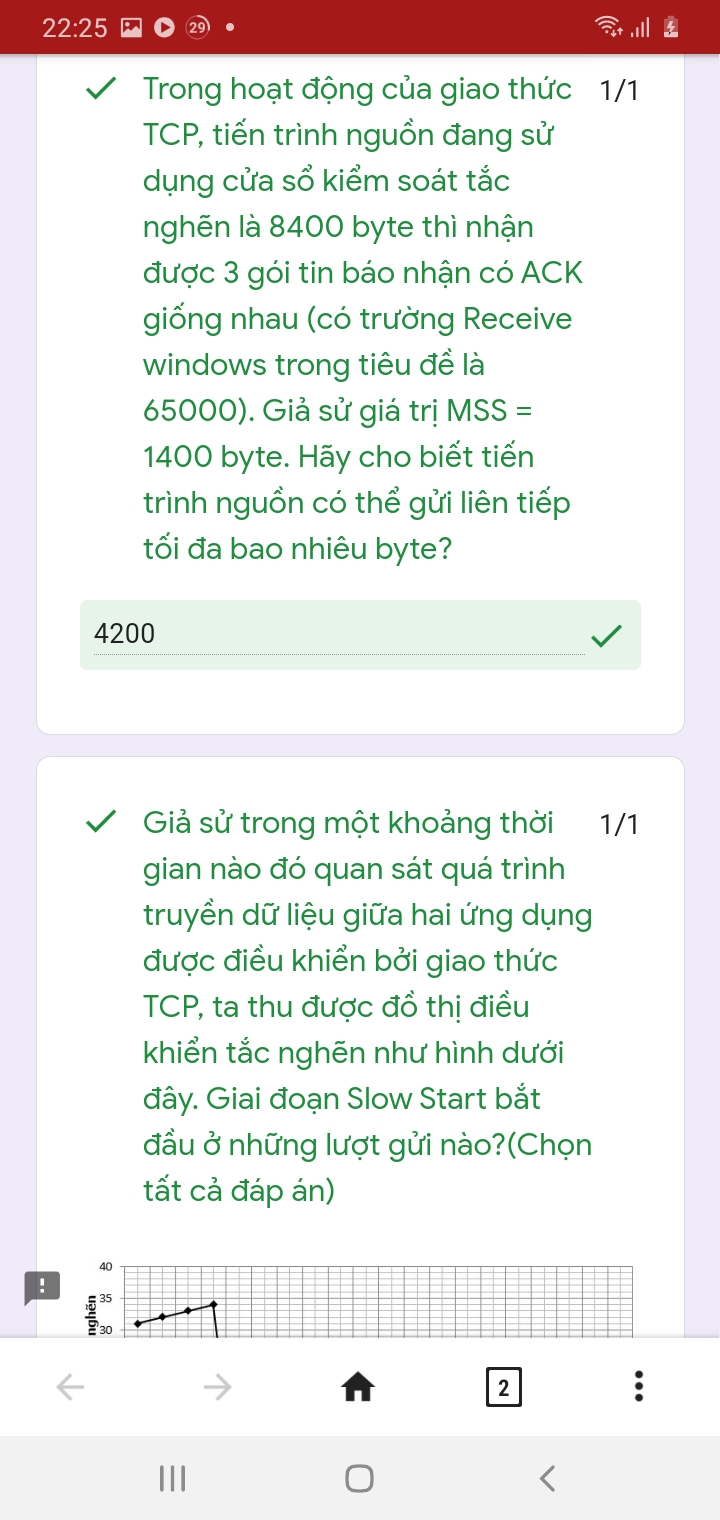 22:25
29
Trong hoạt động của giao thức 1/1
TCP, tiến trình nguồn đang sử
dụng cửa sổ kiểm soát tắc
nghẽn là 8400 byte thì nhận
được 3 gói tin báo nhận có ACK
giống nhau (có trường Receive
windows trong tiêu đề là
65000). Giả sử giá trị MSS =
1400 byte. Hãy cho biết tiến
trình nguồn có thể gửi liên tiếp
tối đa bao nhiêu byte?
4200
Giả sử trong một khoảng thời 1/1
gian nào đó quan sát quá trình
truyền dữ liệu giữa hai ứng dụng
được điều khiển bởi giao thức
TCP, ta thu được đồ thị điều
khiển tắc nghẽn như hình dưới
đây. Giai đoạn Slow Start bắt
đầu ở những lượt gửi nào?(Chọn
tất cả đáp án)
40
35
30
nghẽn
2